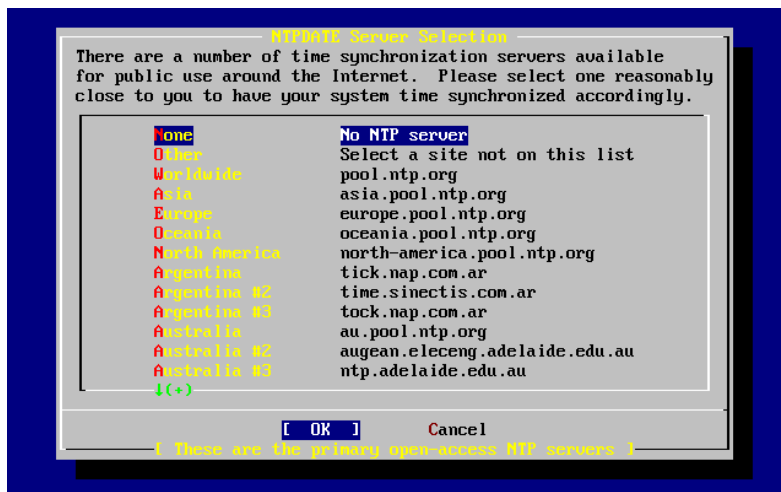 NTPDATE Server Selection
There are a number of time synchronization servers available
for public use around the Internet.  Please select one reasonably
close to you to have your system time synchronized accordingly.
None No NTP server
Other Select a site not on this list
Worldwide pool.ntp.org
Asia asia.pool.ntp.org
Europe europe.pool.ntp.org
Oceania oceania.pool.ntp.org
North America north-america.pool.ntp.org
Argentina tick.nap.com.ar
Argentina #2 time.sinectis.com.ar
Argentina #3 tock.nap.com.ar
Australia au.pool.ntp.org
Australia #2 augean.eleceng.adelaide.edu.au
Australia #3 ntp.adelaide.edu.au
↓(+)
[ OK ] Cancel
[ These are the primary open-access NTP servers ]